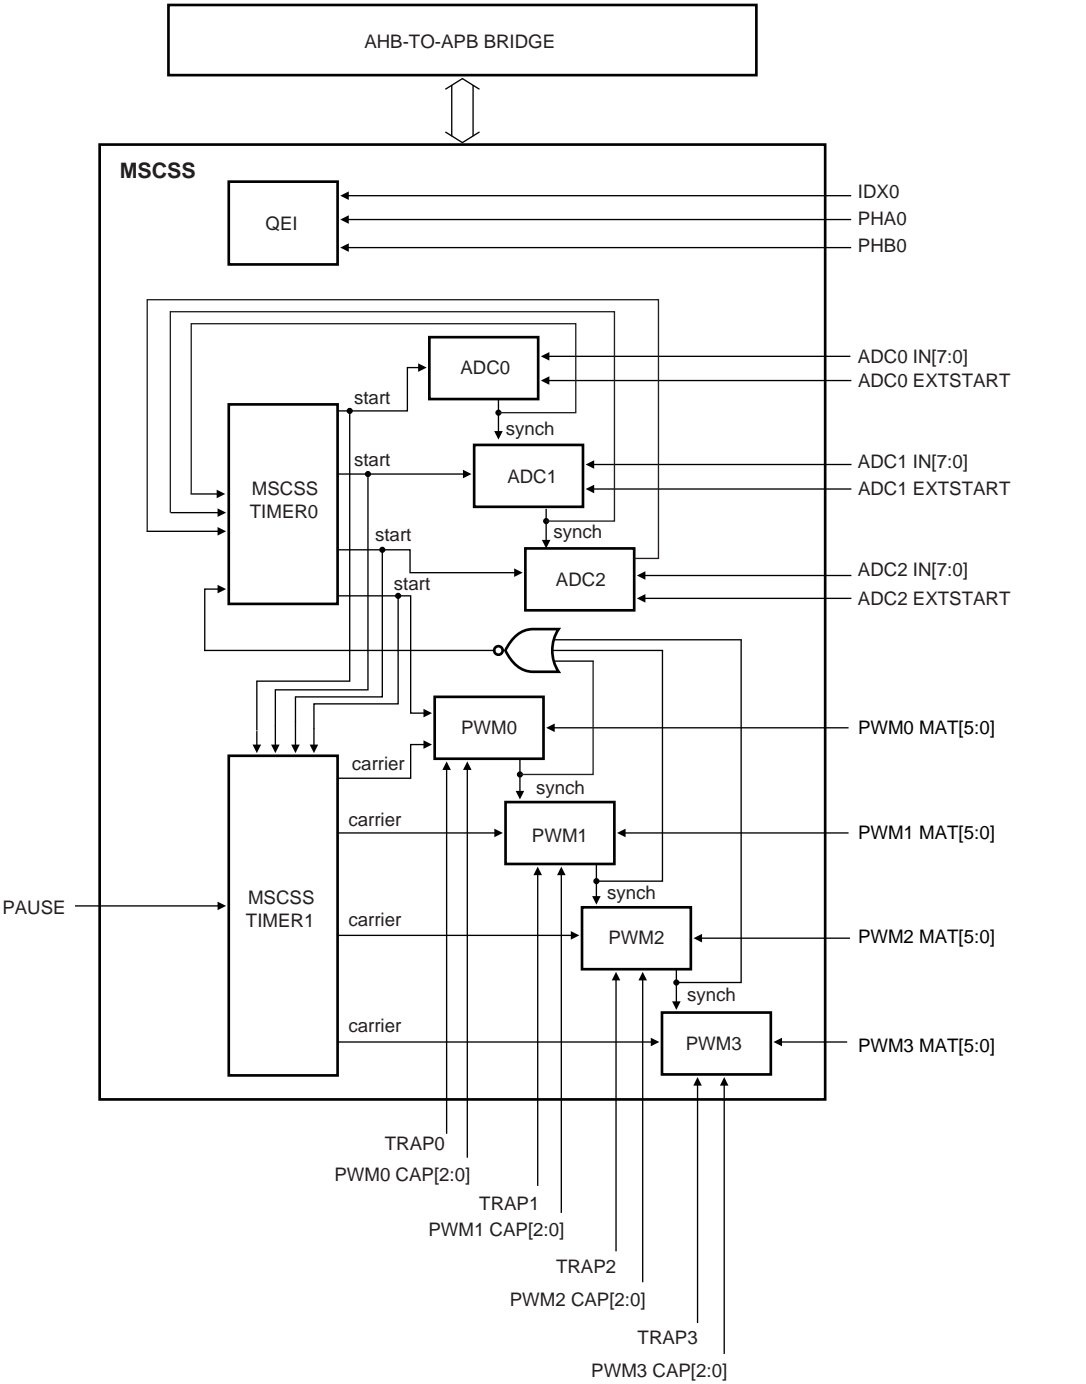 AHB-TO-APB BRIDGE
MSCSS
QEI
IDX0
PHA0
PHB0
ADC0
ADC0 IN[7:0]
ADC0 EXTSTART
start
synch
start
ADC1
ADC1 IN[7:0]
ADC1 EXTSTART
MSCSS
TIMER0
start
synch
ADC2
ADC2 IN[7:0]
ADC2 EXTSTART
start
PWM0
PWM0 MAT[5:0]
carrier
synch
carrier
PWM1
PWM1 MAT[5:0]
PAUSE
MSCSS
TIMER1
synch
carrier
PWM2
PWM2 MAT[5:0]
synch
carrier
PWM3
PWM3 MAT[5:0]
TRAP0
PWM0 CAP[2:0]
TRAP1
PWM1 CAP[2:0]
TRAP2
PWM2 CAP[2:0]
TRAP3
PWM3 CAP[2:0]